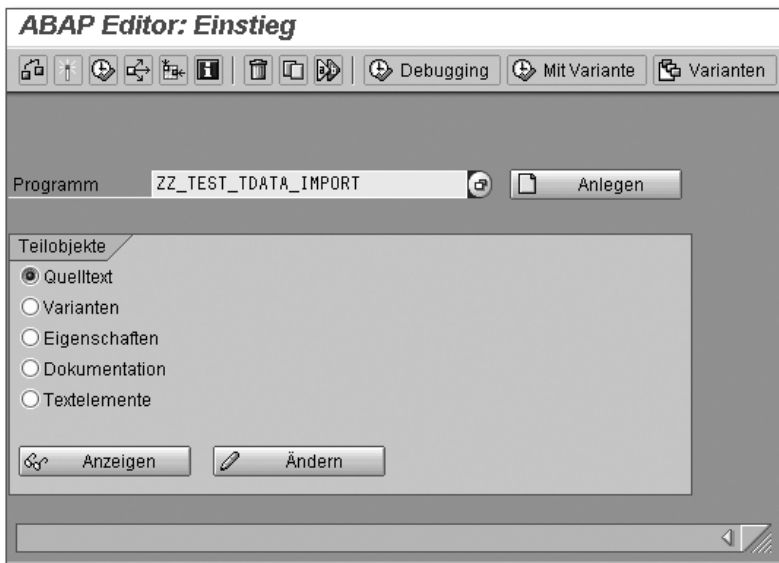 ABAP Editor: Einstieg
Debugging Mit Variante Varianten
Programm ZZ_TEST_TDATA_IMPORT Anlegen
Teilobjekte
Quelltext
Varianten
Eigenschaften
Dokumentation
Textelemente
Anzeigen Ändern